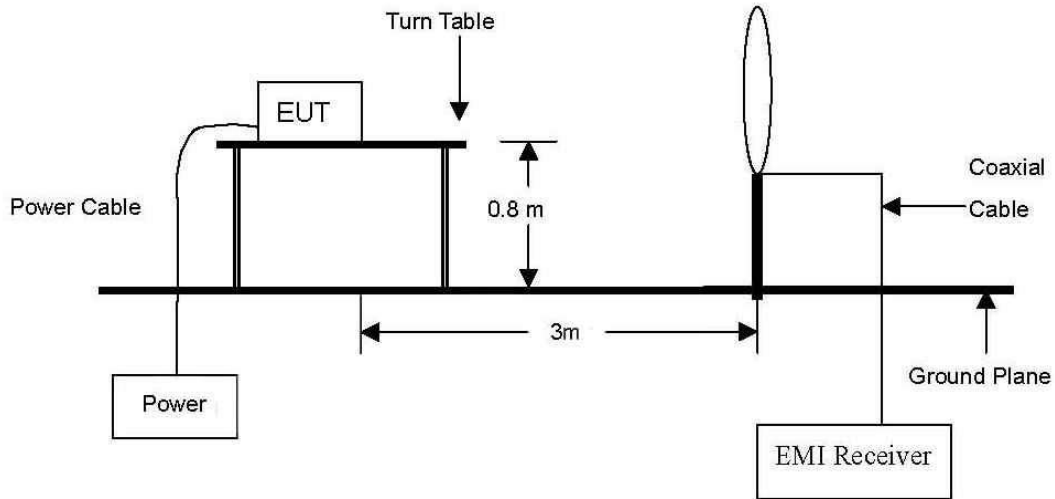 Turn Table
EUT
Power Cable
0.8 m
Coaxial
Cable
3m
Ground Plane
Power
EMI Receiver